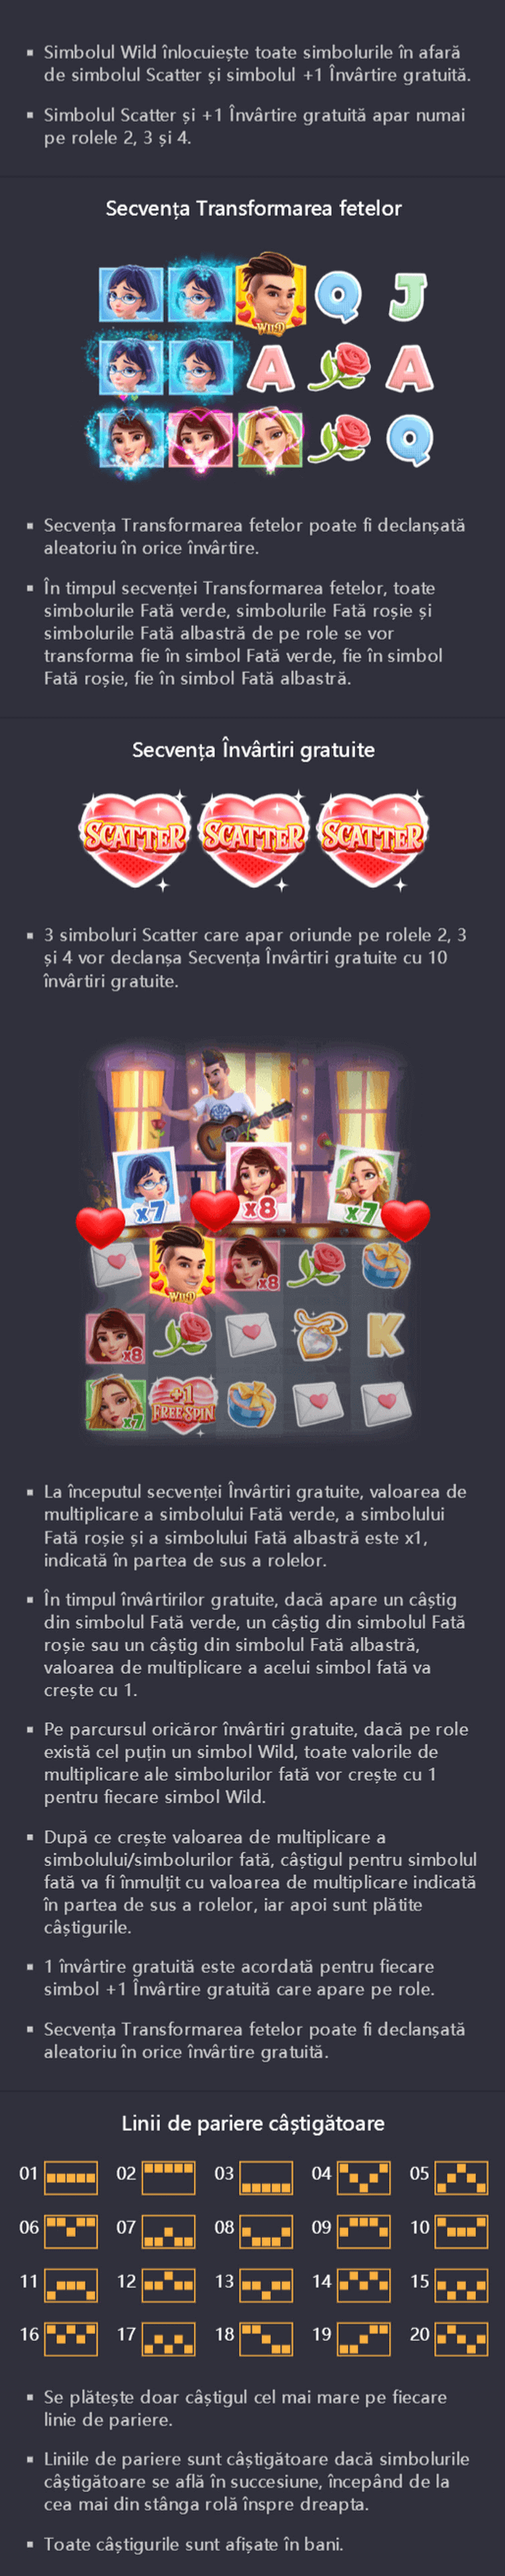 ▪ Simbolul Wild înlocuiește toate simbolurile în afară
de simbolul Scatter și simbolul +1 Învârtire gratuită.
▪ Simbolul Scatter și +1 Învârtire gratuită apar numai
pe rolele 2, 3 și 4.
Secvența Transformarea fetelor
WILD Q J
A A
Q
▪ Secvența Transformarea fetelor poate fi declanșată
aleatoriu în orice învârtire.
▪ În timpul secvenței Transformarea fetelor, toate
simbolurile Fată verde, simbolurile Fată roșie și
simbolurile Fată albastră de pe role se vor
transforma fie în simbol Fată verde, fie în simbol
Fată roșie, fie în simbol Fată albastră.
Secvența Învârtiri gratuite
SCATTER SCATTER SCATTER
▪ 3 simboluri Scatter care apar oriunde pe rolele 2, 3
și 4 vor declanșa Secvența Învârtiri gratuite cu 10
învârtiri gratuite.
x7 x8 x7
WILD x8
x8 K
x7 +1
FREE SPIN
▪ La începutul secvenței Învârtiri gratuite, valoarea de
multiplicare a simbolului Fată verde, a simbolului
Fată roșie și a simbolului Fată albastră este x1,
indicată în partea de sus a rolelor.
▪ În timpul învârtirilor gratuite, dacă apare un câștig
din simbolul Fată verde, un câștig din simbolul Fată
roșie sau un câștig din simbolul Fată albastră,
valoarea de multiplicare a acelui simbol fată va
crește cu 1.
▪ Pe parcursul oricăror învârtiri gratuite, dacă pe role
există cel puțin un simbol Wild, toate valorile de
multiplicare ale simbolurilor fată vor crește cu 1
pentru fiecare simbol Wild.
▪ După ce crește valoarea de multiplicare a
simbolului/simbolurilor fată, câștigul pentru simbolul
fată va fi înmulțit cu valoarea de multiplicare indicată
în partea de sus a rolelor, iar apoi sunt plătite
câștigurile.
▪ 1 învârtire gratuită este acordată pentru fiecare
simbol +1 Învârtire gratuită care apare pe role.
▪ Secvența Transformarea fetelor poate fi declanșată
aleatoriu în orice învârtire gratuită.
Linii de pariere câștigătoare
01 02 03 04 05
06 07 08 09 10
11 12 13 14 15
16 17 18 19 20
▪ Se plătește doar câștigul cel mai mare pe fiecare
linie de pariere.
▪ Liniile de pariere sunt câștigătoare dacă simbolurile
câștigătoare se află în succesiune, începând de la
cea mai din stânga rolă înspre dreapta.
▪ Toate câștigurile sunt afișate în bani.